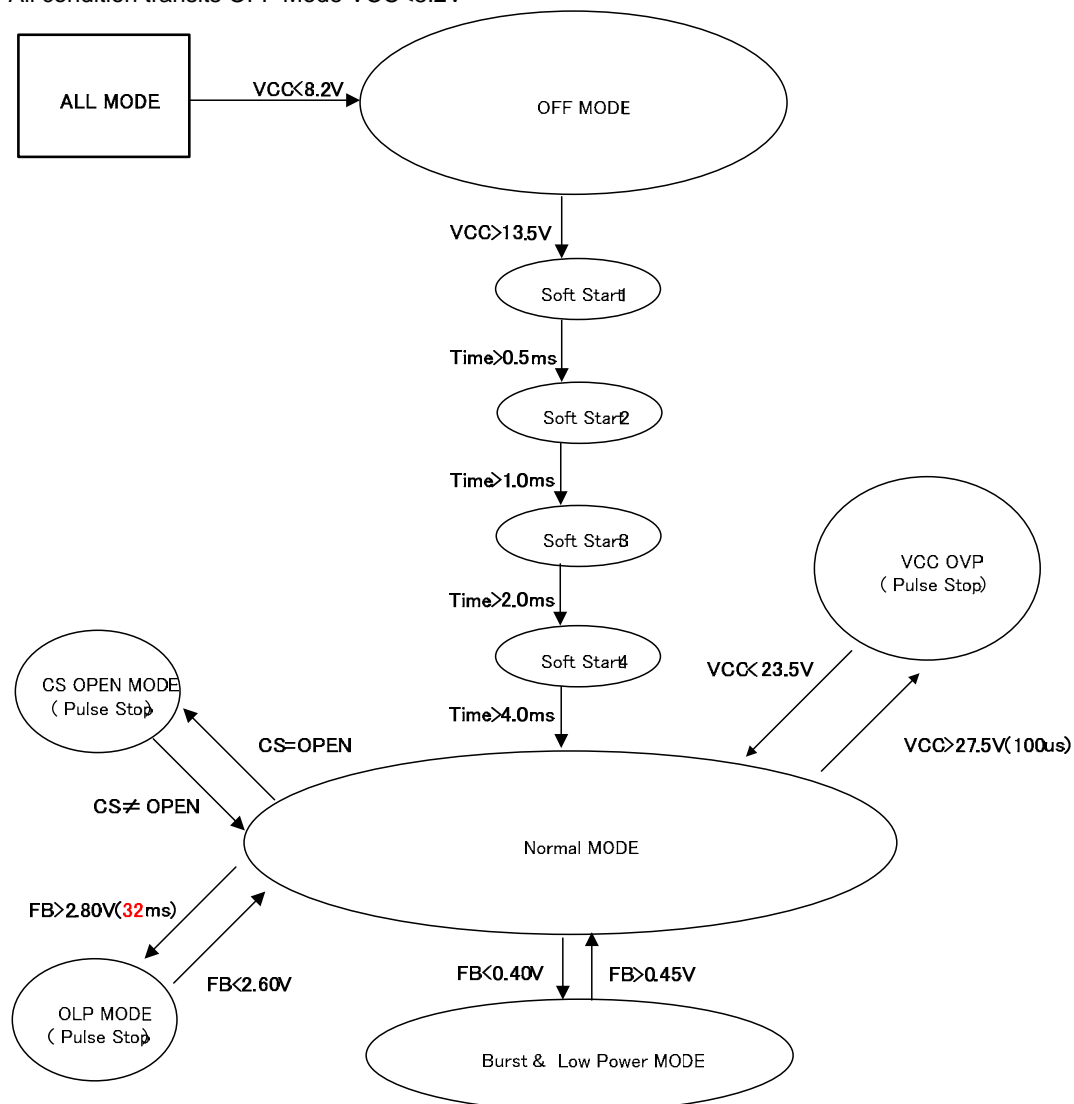 ALL MODE
VCC<8.2V
OFF MODE
VCC>13.5V
Soft Start1
Time>0.5ms
Soft Start2
Time>1.0ms
Soft Start3
VCC OVP
( Pulse Stop)
Time>2.0ms
Soft Start4
VCC<23.5V
CS OPEN MODE
( Pulse Stop)
Time>4.0ms
CS=OPEN
VCC>27.5V(100us)
CS≠ OPEN
Normal MODE
FB>2.80V(32ms)
FB<2.60V
FB<0.40V
FB>0.45V
OLP MODE
( Pulse Stop)
Burst & Low Power MODE